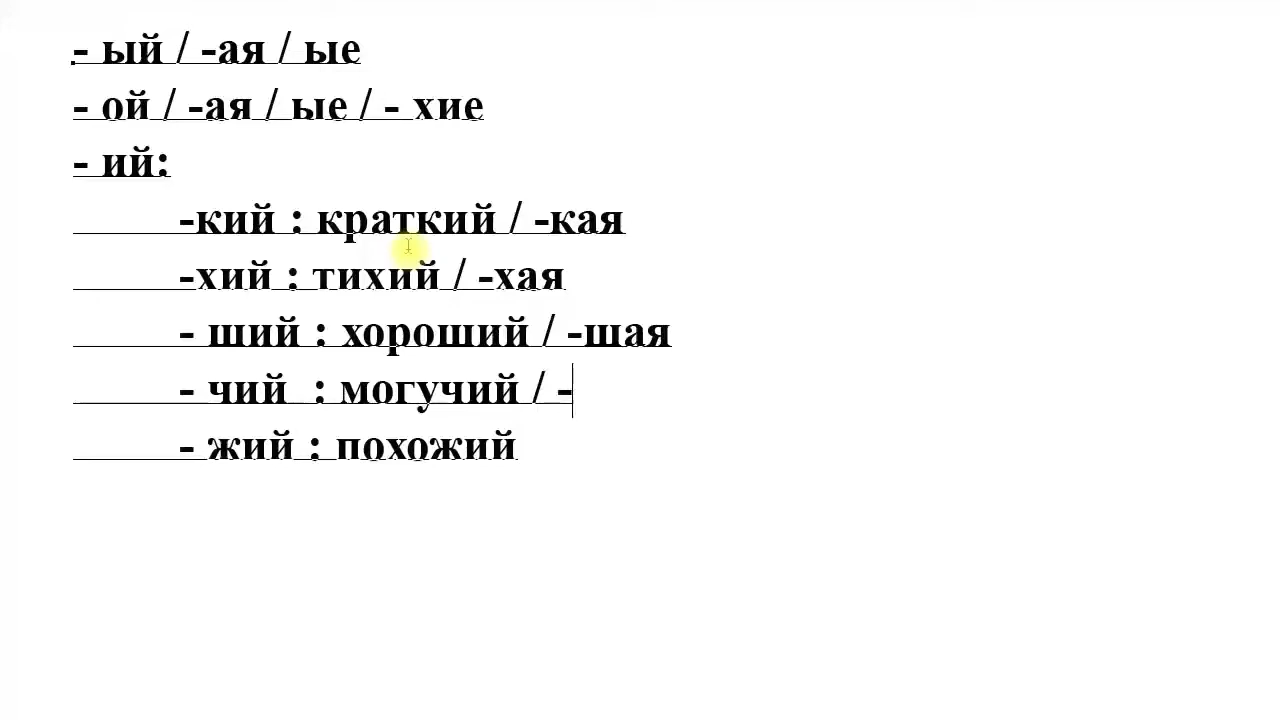 - ый / -ая / ые
- ой / -ая / ые / - хие
- ий:
-кий : краткий / -кая
-хий : тихий / -хая
- ший : хороший / -шая
- чий : могучий / -
- жий : похожий